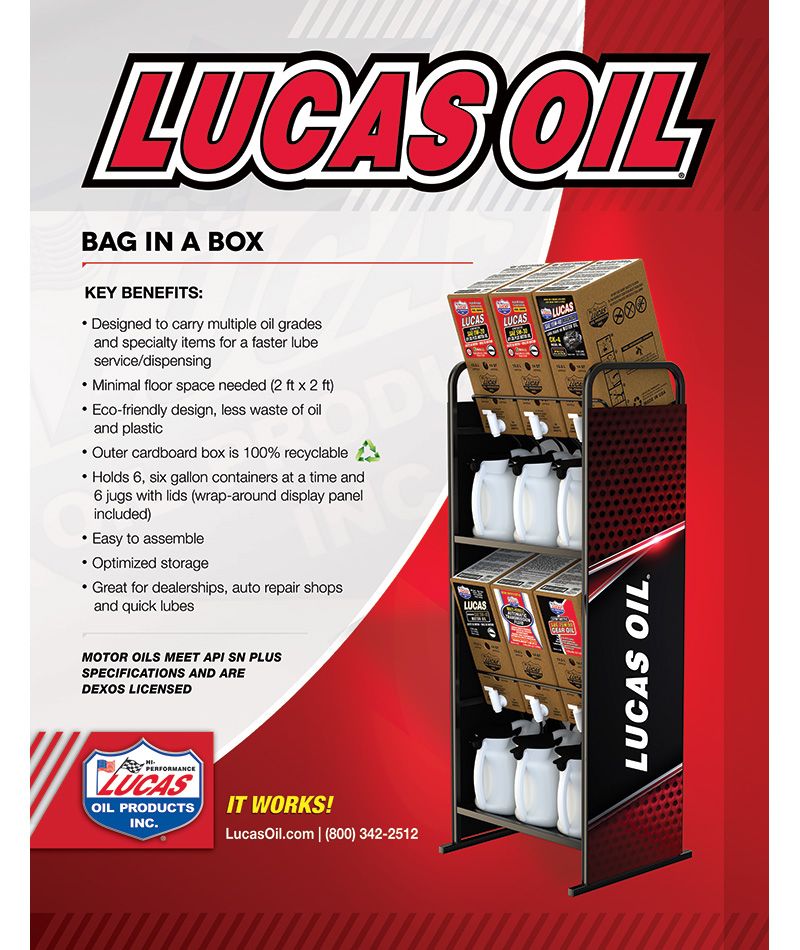 LUCAS OIL
BAG IN A BOX
KEY BENEFITS:
• Designed to carry multiple oil grades
and specialty items for a faster lube
service/dispensing
• Minimal floor space needed (2 ft x 2 ft)
• Eco-friendly design, less waste of oil
and plastic
• Outer cardboard box is 100% recyclable
• Holds 6, six gallon containers at a time and
6 jugs with lids (wrap-around display panel
included)
• Easy to assemble
• Optimized storage
• Great for dealerships, auto repair shops
and quick lubes
MOTOR OILS MEET API SN PLUS
SPECIFICATIONS AND ARE
DEXOS LICENSED
HI-
PERFORMANCE
LUCAS
OIL PRODUCTS
INC.
IT WORKS!
LucasOil.com | (800) 342-2512
LUCAS
LUCAS
LUCAS
CK-4
LUCAS
GEAR OIL
LUCAS OIL